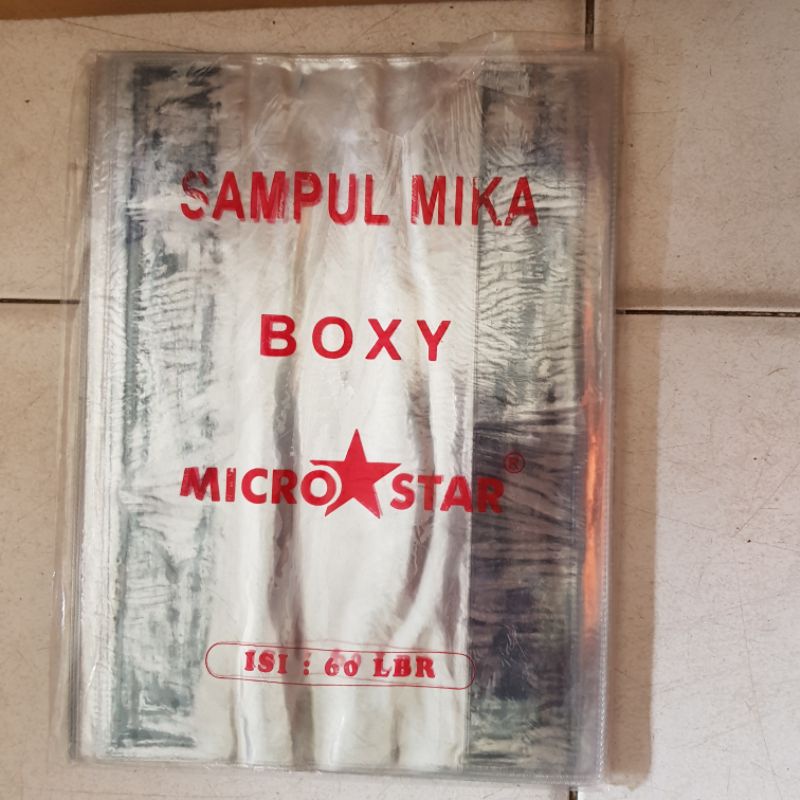 SAMPUL MIKA
BOXY
MICRO STAR ®
ISI : 60 LBR